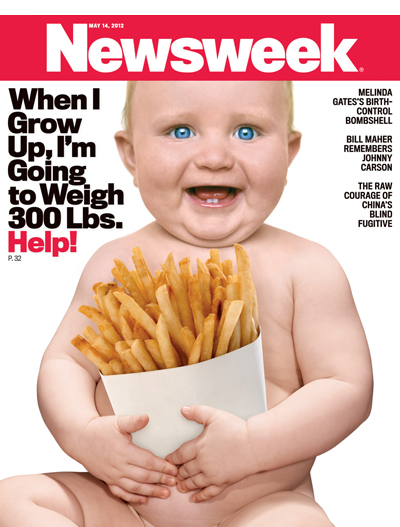 MAY 14, 2012
Newsweek®
When I
Grow
Up, I'm
Going
to Weigh
300 Lbs.
Help!
P. 32
MELINDA
GATES'S BIRTH-
CONTROL
BOMBSHELL
BILL MAHER
REMEMBERS
JOHNNY
CARSON
THE RAW
COURAGE OF
CHINA'S
BLIND
FUGITIVE